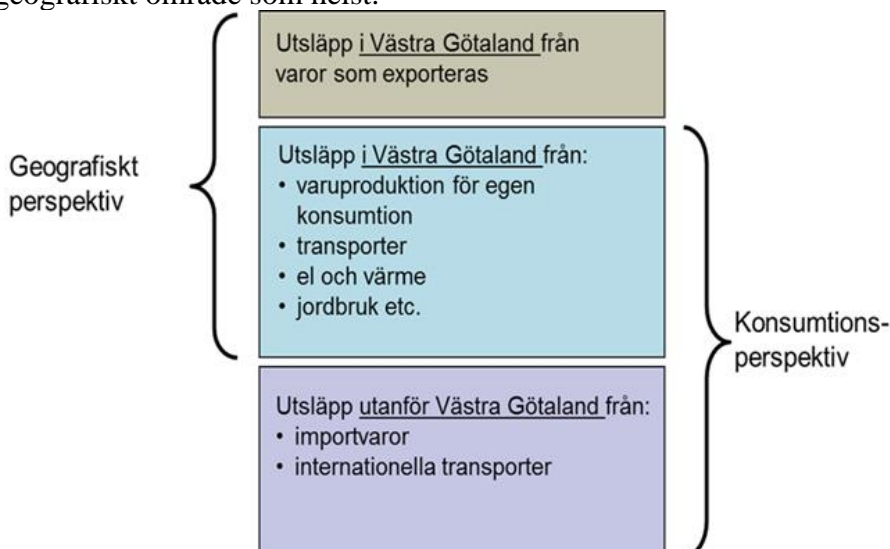 geografiskt område som helst.
Utsläpp i Västra Götaland från
varor som exporteras
Geografiskt
perspektiv
Utsläpp i Västra Götaland från:
• varuproduktion för egen
konsumtion
• transporter
• el och värme
• jordbruk etc.
Konsumtions-
perspektiv
Utsläpp utanför Västra Götaland från:
• importvaror
• internationella transporter